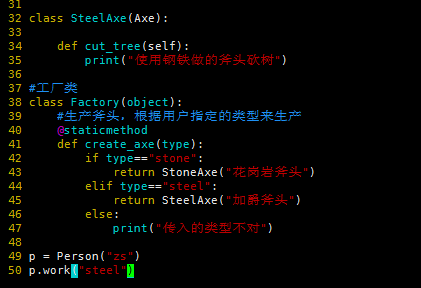 31
32 class SteelAxe(Axe):
33
34     def cut_tree(self):
35         print("使用钢铁做的斧头砍树")
36
37 #工厂类
38 class Factory(object):
39     #生产斧头，根据用户指定的类型来生产
40     @staticmethod
41     def create_axe(type):
42         if type=="stone":
43             return StoneAxe("花岗岩斧头")
44         elif type=="steel":
45             return SteelAxe("加爵斧头")
46         else:
47             print("传入的类型不对")
48
49 p = Person("zs")
50 p.work("steel")